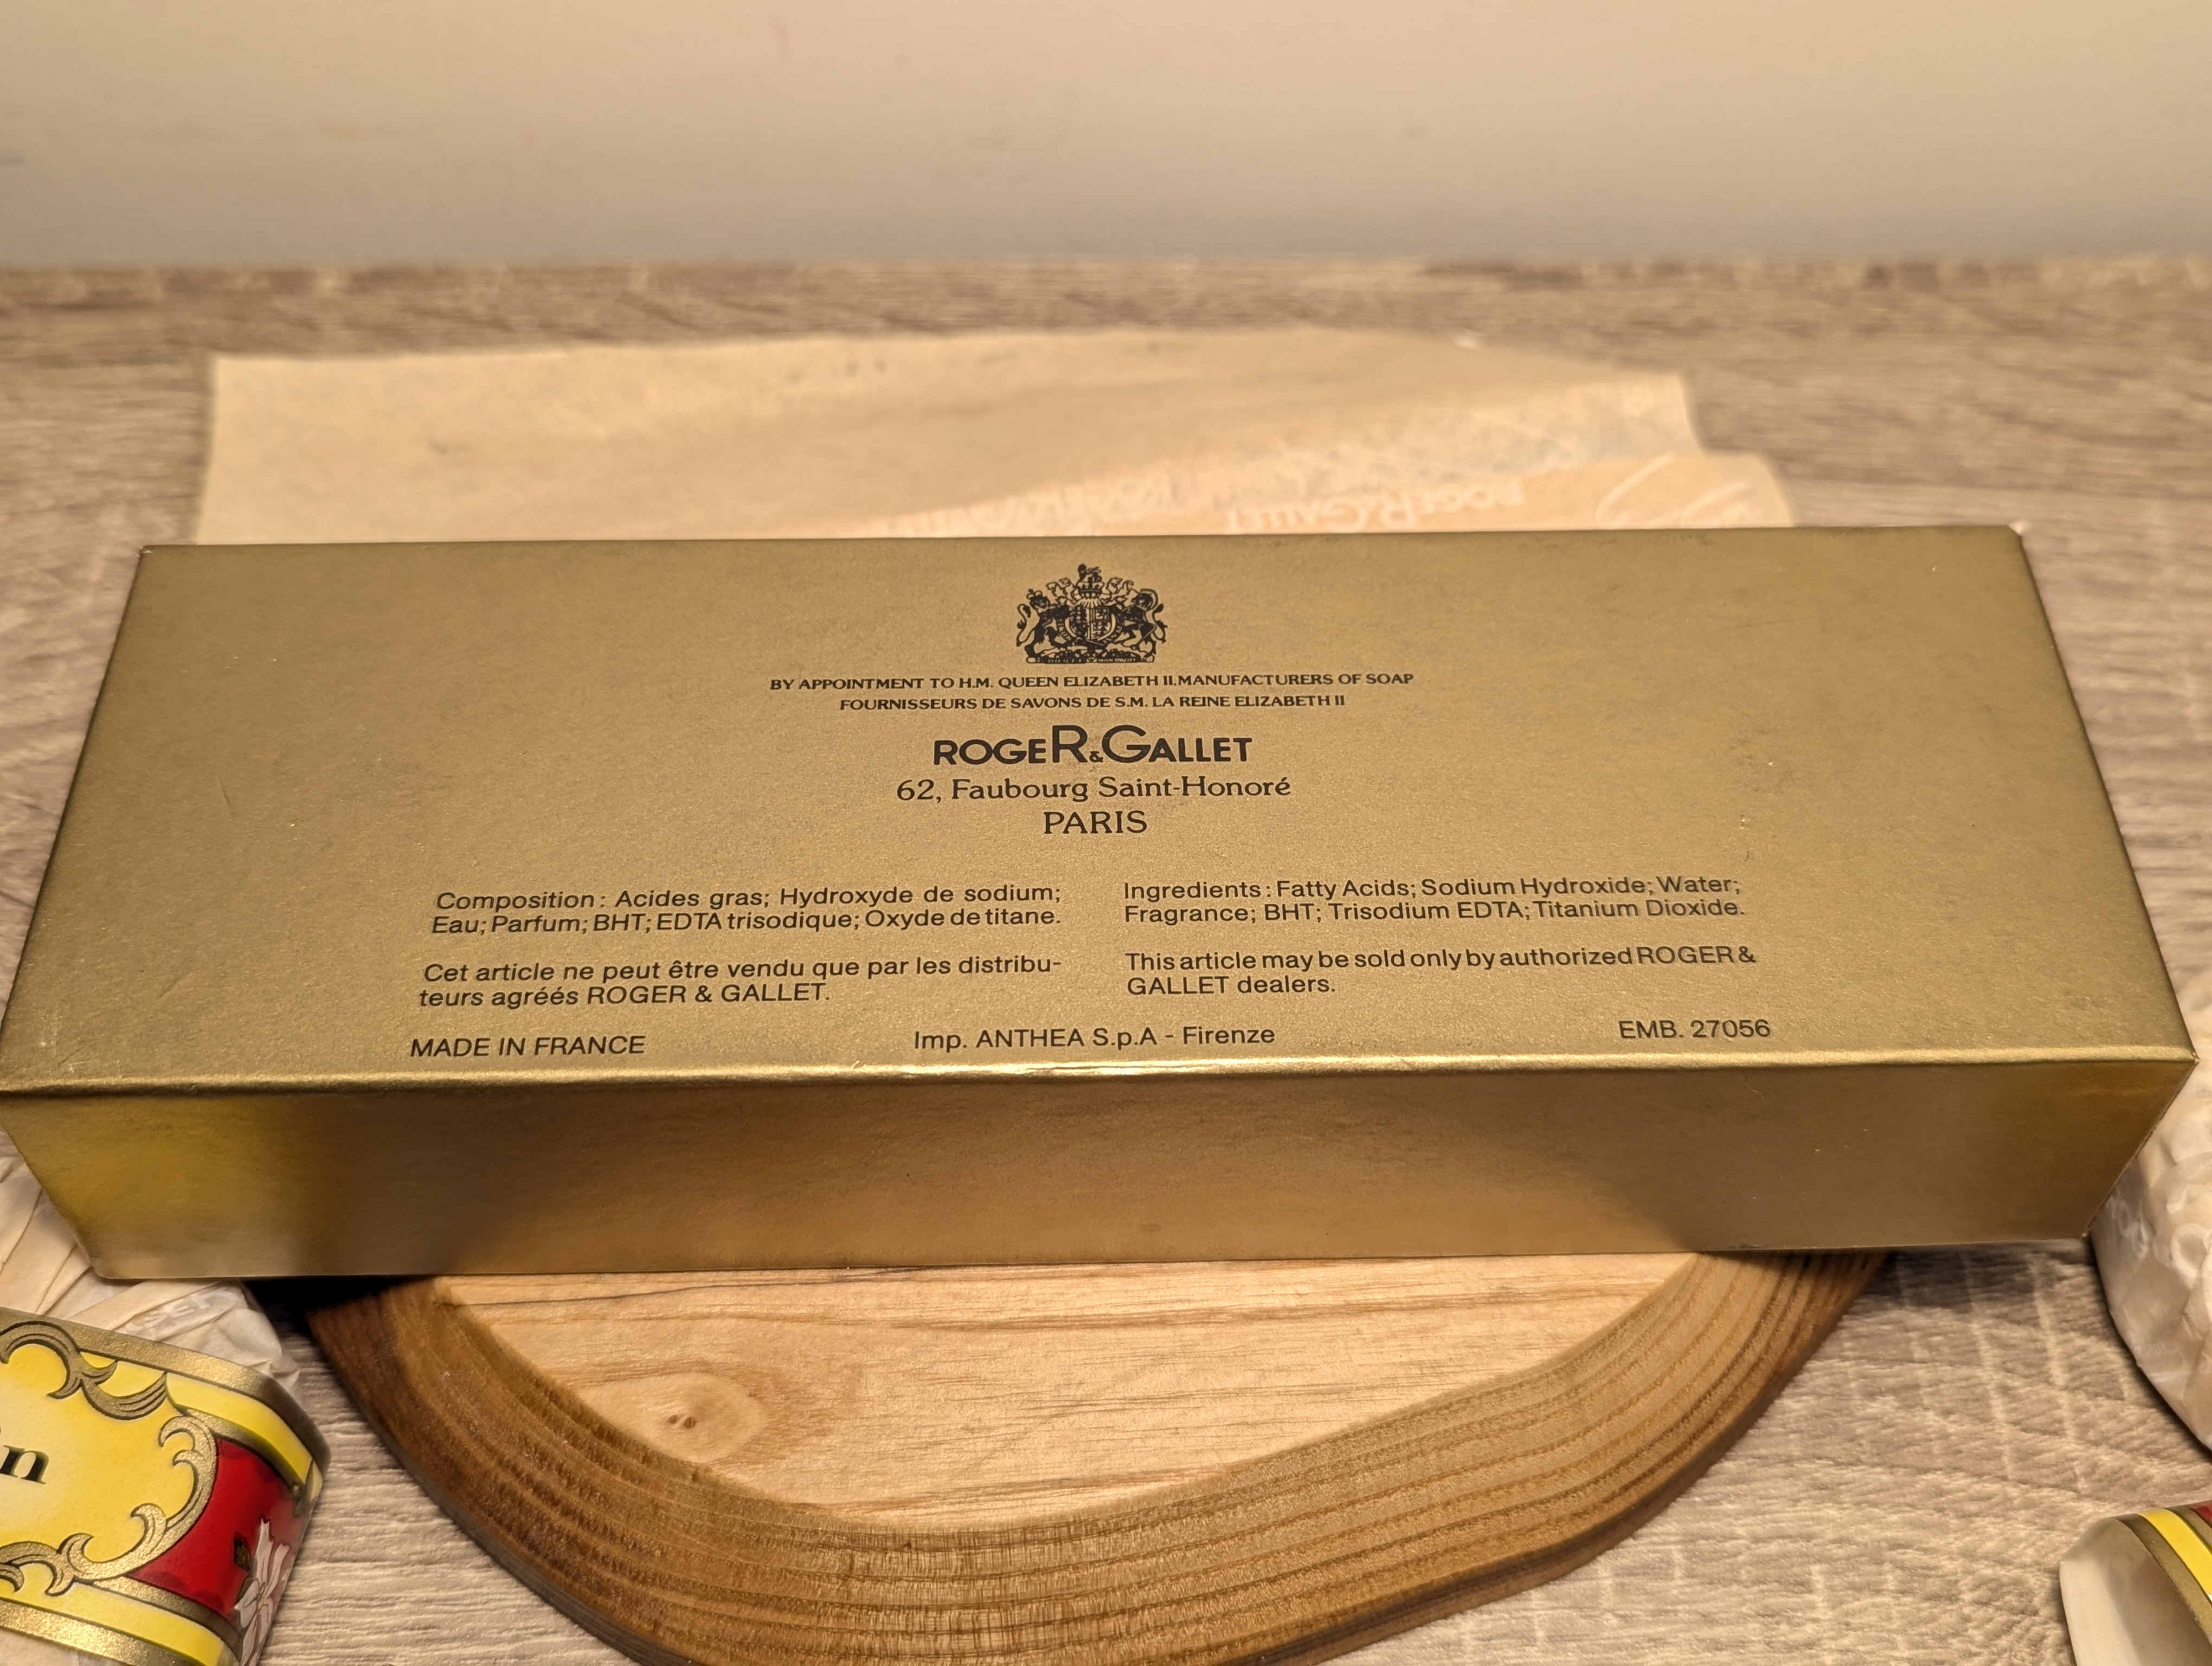 ROGER&GALLET
BY APPOINTMENT TO H.M. QUEEN ELIZABETH II.MANUFACTURERS OF SOAP
FOURNISSEURS DE SAVONS DE S.M. LA REINE ELIZABETH II
ROGER&GALLET
62, Faubourg Saint-Honoré
PARIS
Composition : Acides gras; Hydroxyde de sodium;
Eau; Parfum; BHT; EDTA trisodique; Oxyde de titane.
Cet article ne peut être vendu que par les distribu-
teurs agréés ROGER & GALLET.
Ingredients : Fatty Acids; Sodium Hydroxide; Water;
Fragrance; BHT; Trisodium EDTA; Titanium Dioxide.
This article may be sold only by authorized ROGER &
GALLET dealers.
MADE IN FRANCE
Imp. ANTHEA S.p.A - Firenze
EMB. 27056